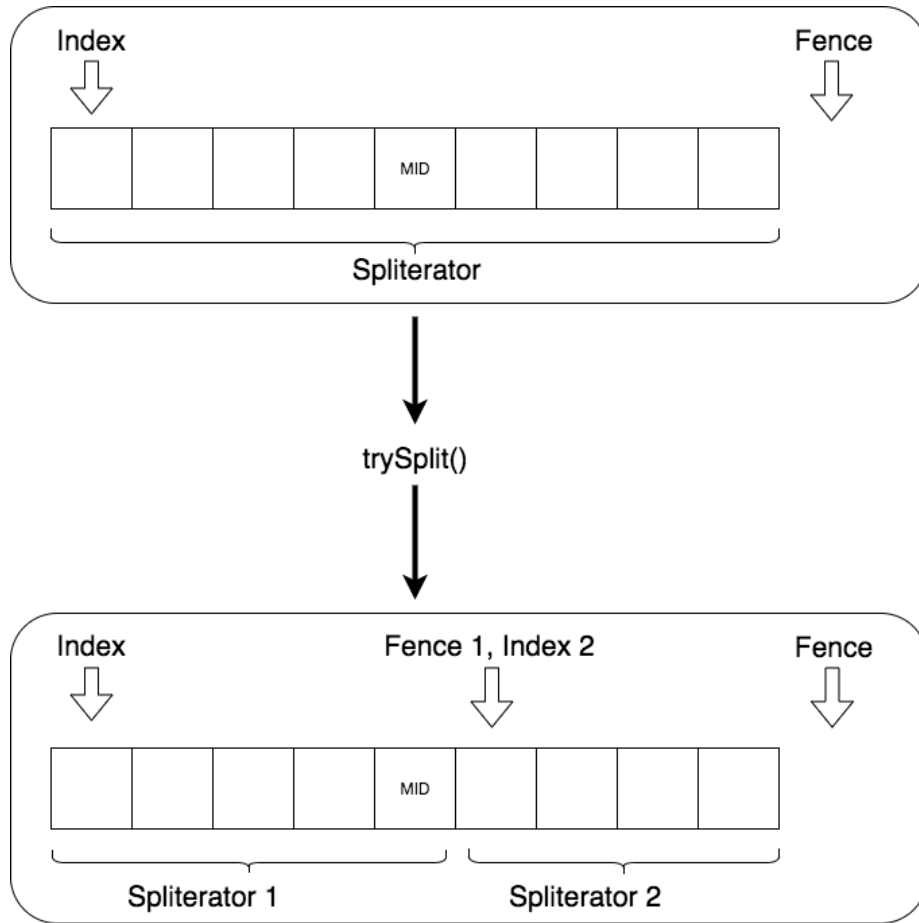 Index
Fence
MID
Spliterator
trySplit()
Index
Fence 1, Index 2
Fence
MID
Spliterator 1
Spliterator 2